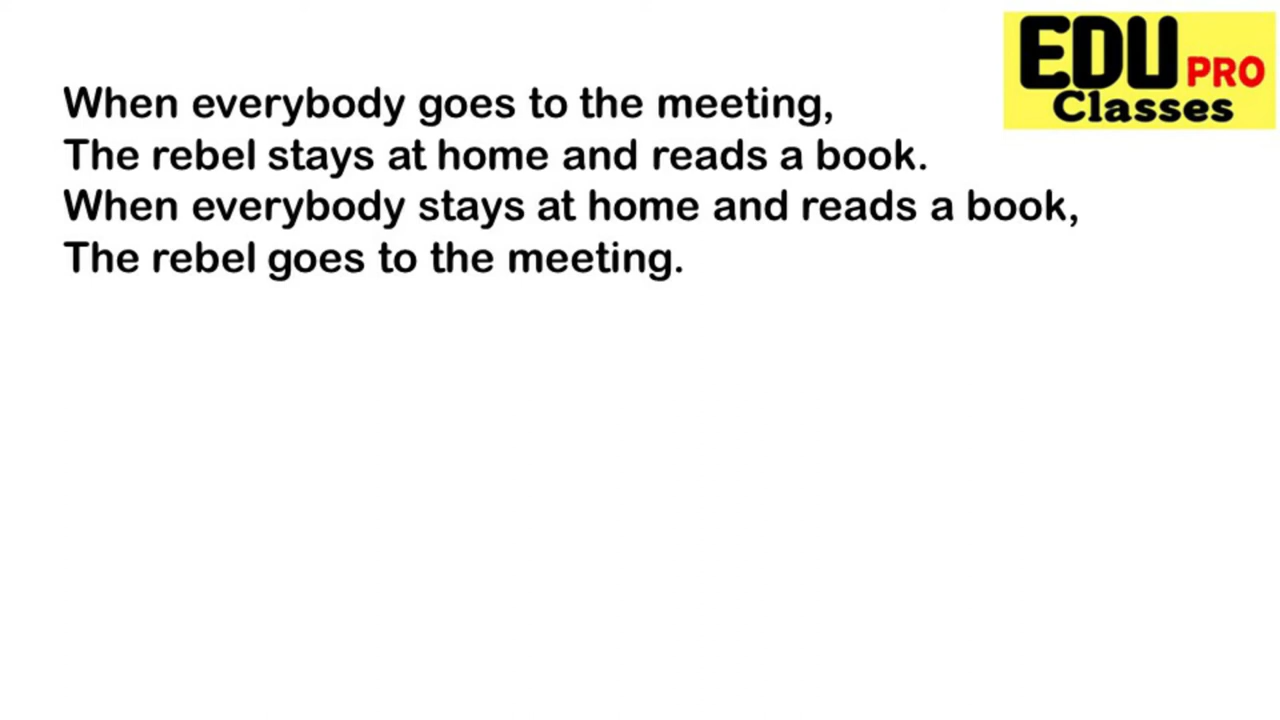 EDU PRO
Classes
When everybody goes to the meeting,
The rebel stays at home and reads a book.
When everybody stays at home and reads a book,
The rebel goes to the meeting.